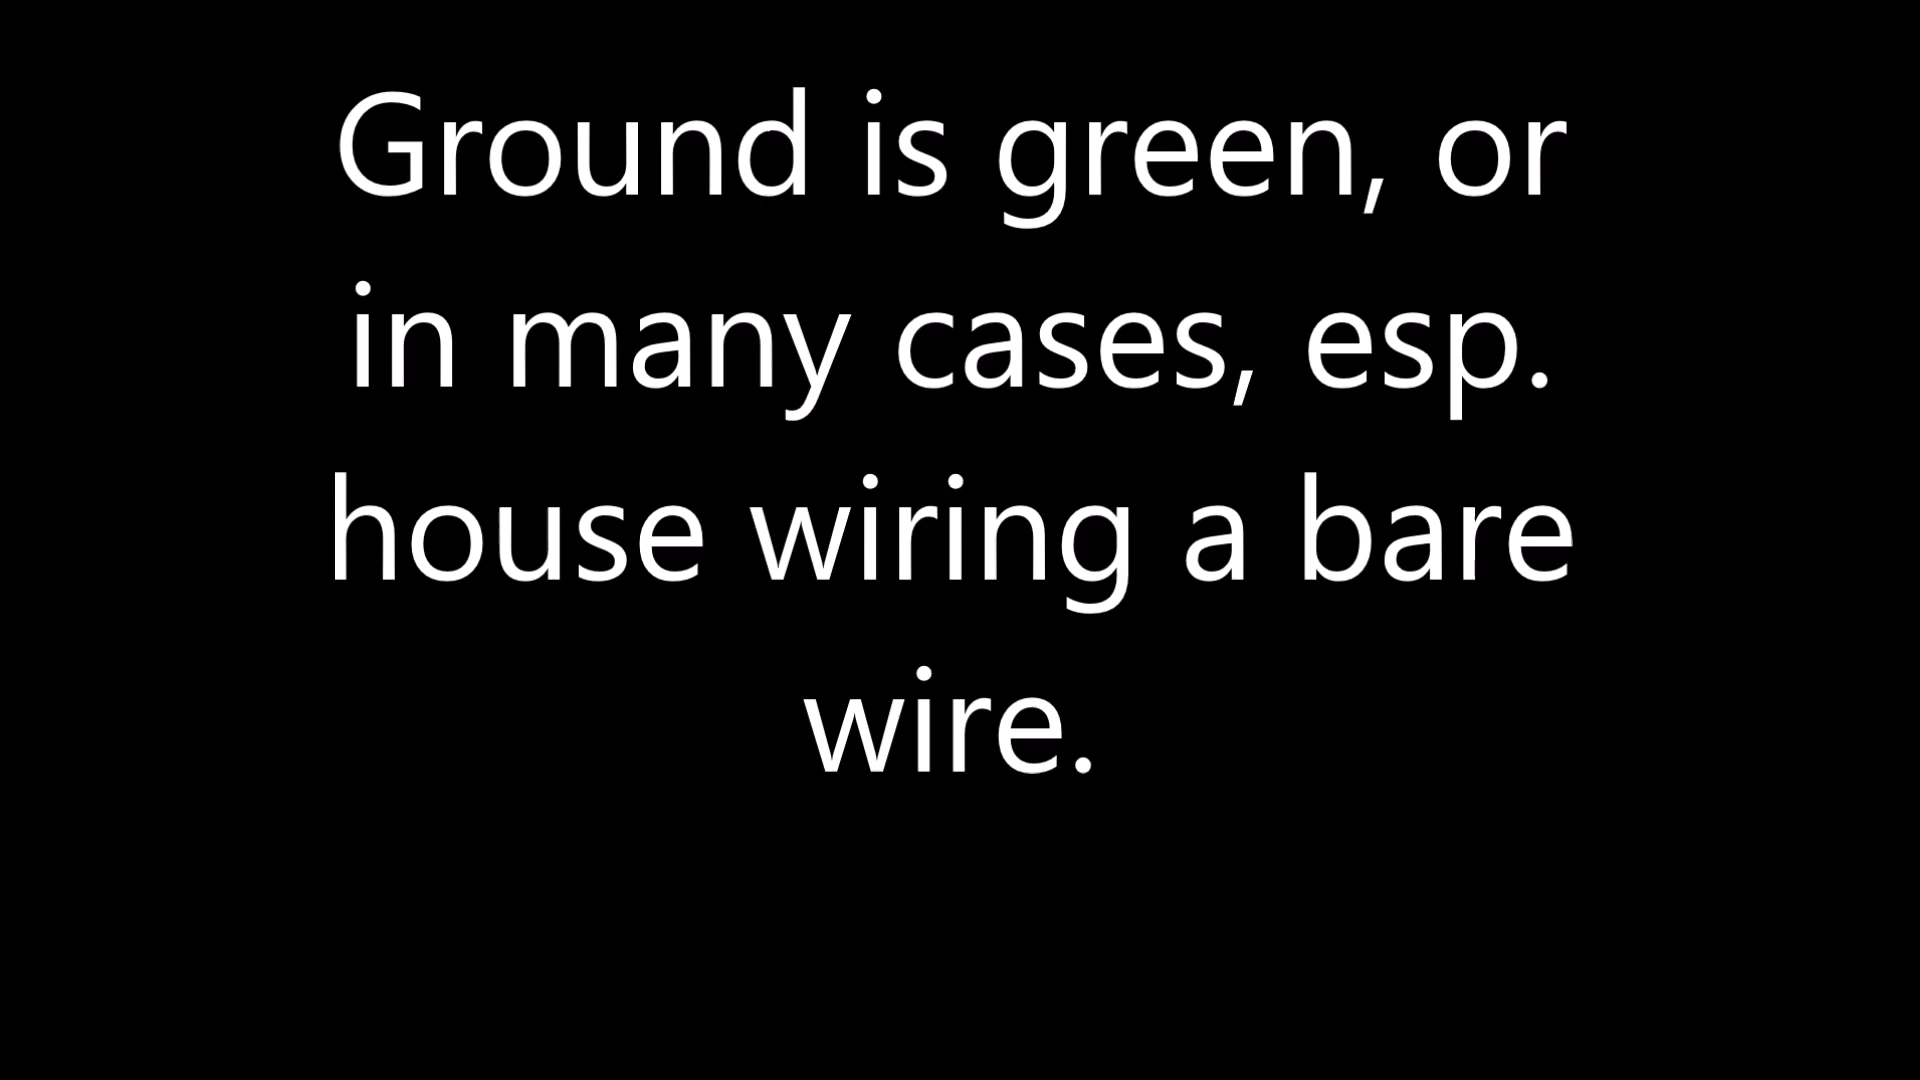 Ground is green, or
in many cases, esp.
house wiring a bare
wire.